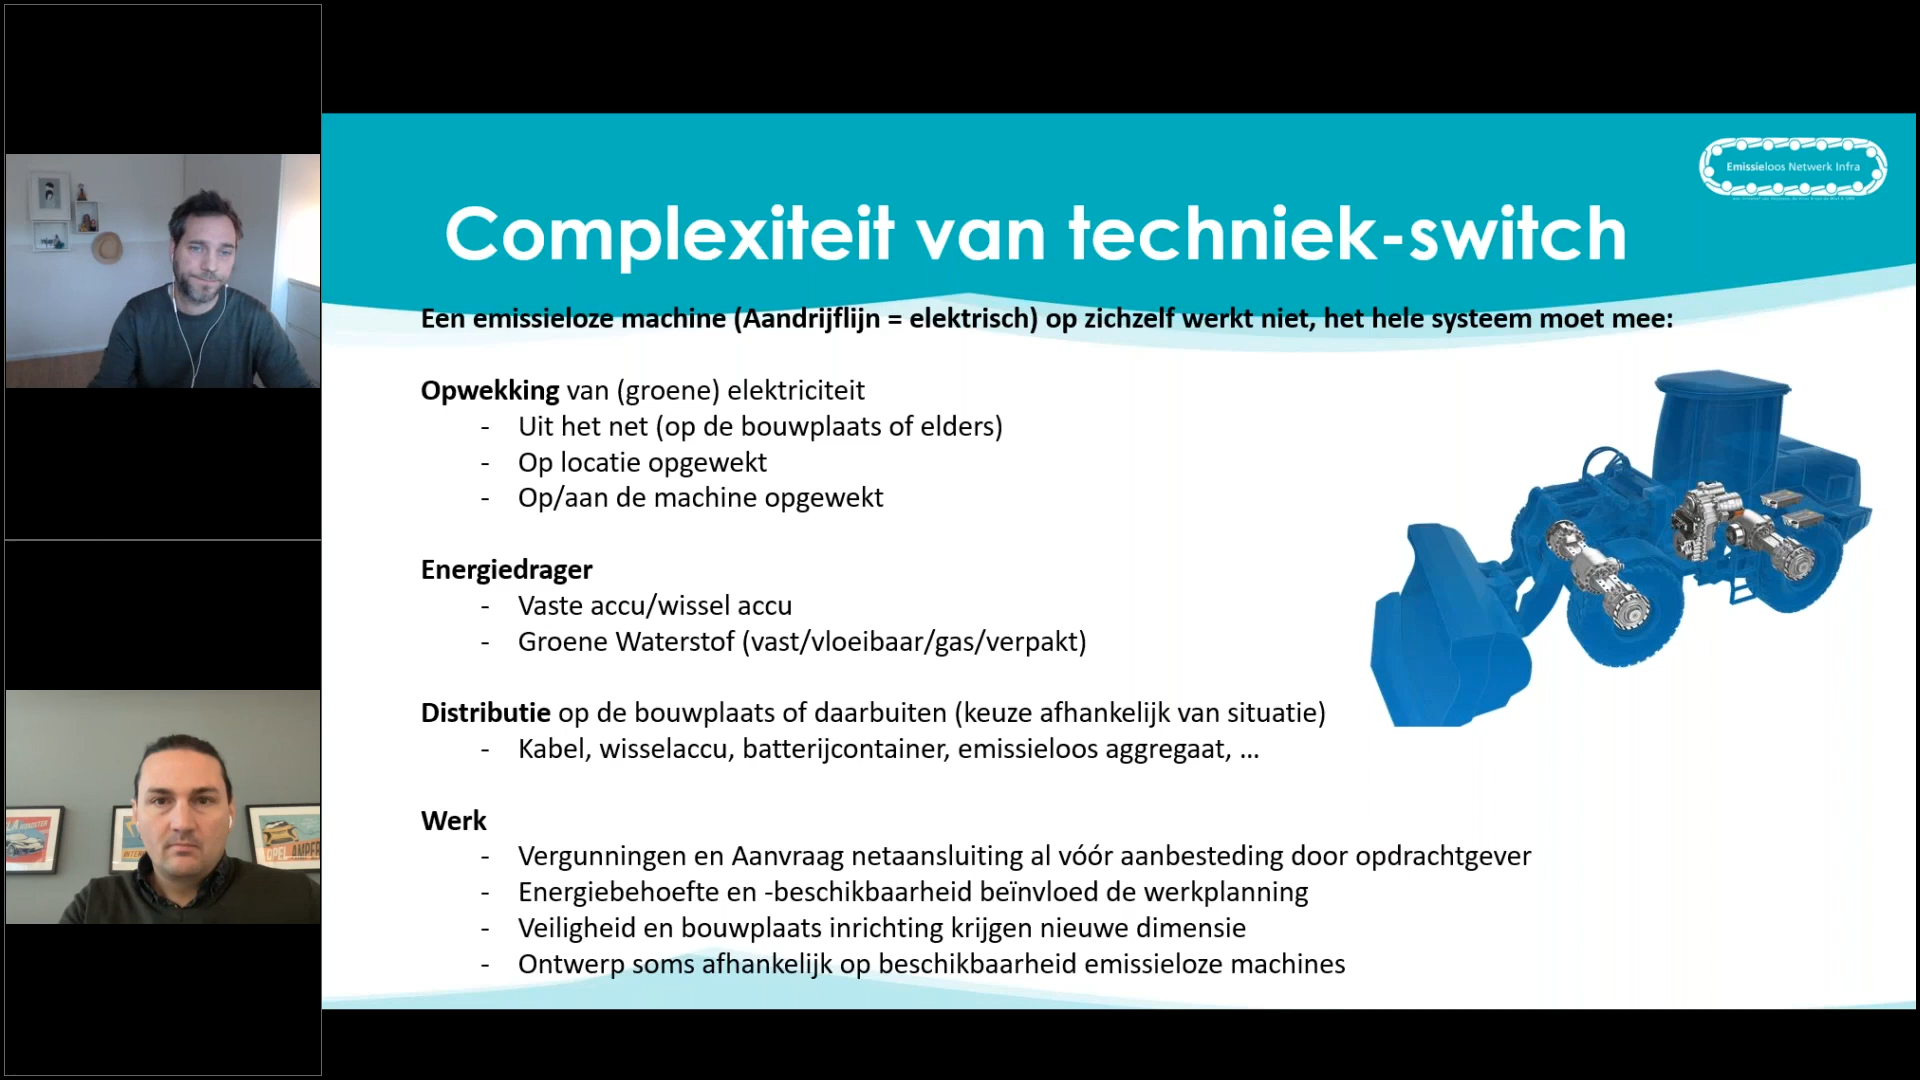 Emissieloos Netwerk Infra
Complexiteit van techniek-switch
Een emissieloze machine (Aandrijflijn = elektrisch) op zichzelf werkt niet, het hele systeem moet mee:
Opwekking van (groene) elektriciteit
- Uit het net (op de bouwplaats of elders)
- Op locatie opgewekt
- Op/aan de machine opgewekt
Energiedrager
- Vaste accu/wissel accu
- Groene Waterstof (vast/vloeibaar/gas/verpakt)
Distributie op de bouwplaats of daarbuiten (keuze afhankelijk van situatie)
- Kabel, wisselaccu, batterijcontainer, emissieloos aggregaat, ...
Werk
- Vergunningen en Aanvraag netaansluiting al vóór aanbesteding door opdrachtgever
- Energiebehoefte en -beschikbaarheid beïnvloed de werkplanning
- Veiligheid en bouwplaats inrichting krijgen nieuwe dimensie
- Ontwerp soms afhankelijk op beschikbaarheid emissieloze machines
OPEL AMPER